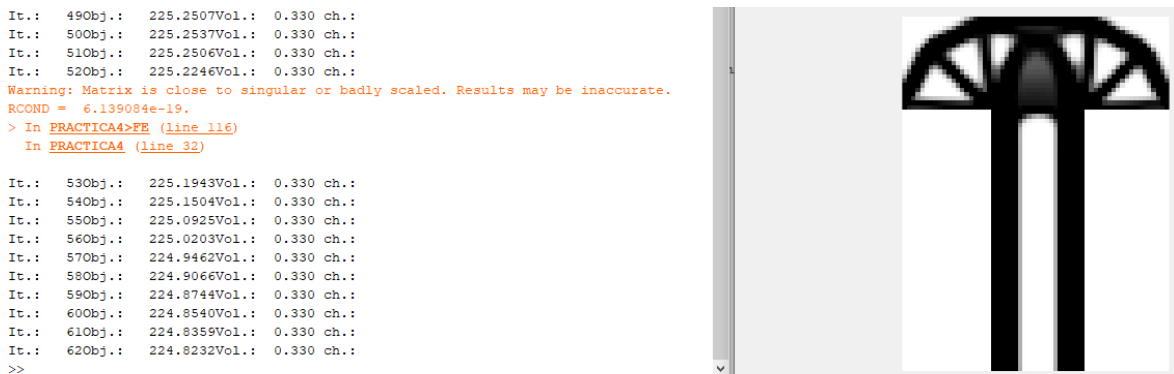 It.:   49Obj.:   225.2507Vol.:  0.330 ch.:
It.:   50Obj.:   225.2537Vol.:  0.330 ch.:
It.:   51Obj.:   225.2506Vol.:  0.330 ch.:
It.:   52Obj.:   225.2246Vol.:  0.330 ch.:
Warning: Matrix is close to singular or badly scaled. Results may be inaccurate.
RCOND =  6.139084e-19.
> In PRACTICA4>FE (line 116)
  In PRACTICA4 (line 32)
It.:   53Obj.:   225.1943Vol.:  0.330 ch.:
It.:   54Obj.:   225.1504Vol.:  0.330 ch.:
It.:   55Obj.:   225.0925Vol.:  0.330 ch.:
It.:   56Obj.:   225.0203Vol.:  0.330 ch.:
It.:   57Obj.:   224.9462Vol.:  0.330 ch.:
It.:   58Obj.:   224.9066Vol.:  0.330 ch.:
It.:   59Obj.:   224.8744Vol.:  0.330 ch.:
It.:   60Obj.:   224.8540Vol.:  0.330 ch.:
It.:   61Obj.:   224.8359Vol.:  0.330 ch.:
It.:   62Obj.:   224.8232Vol.:  0.330 ch.:
>>